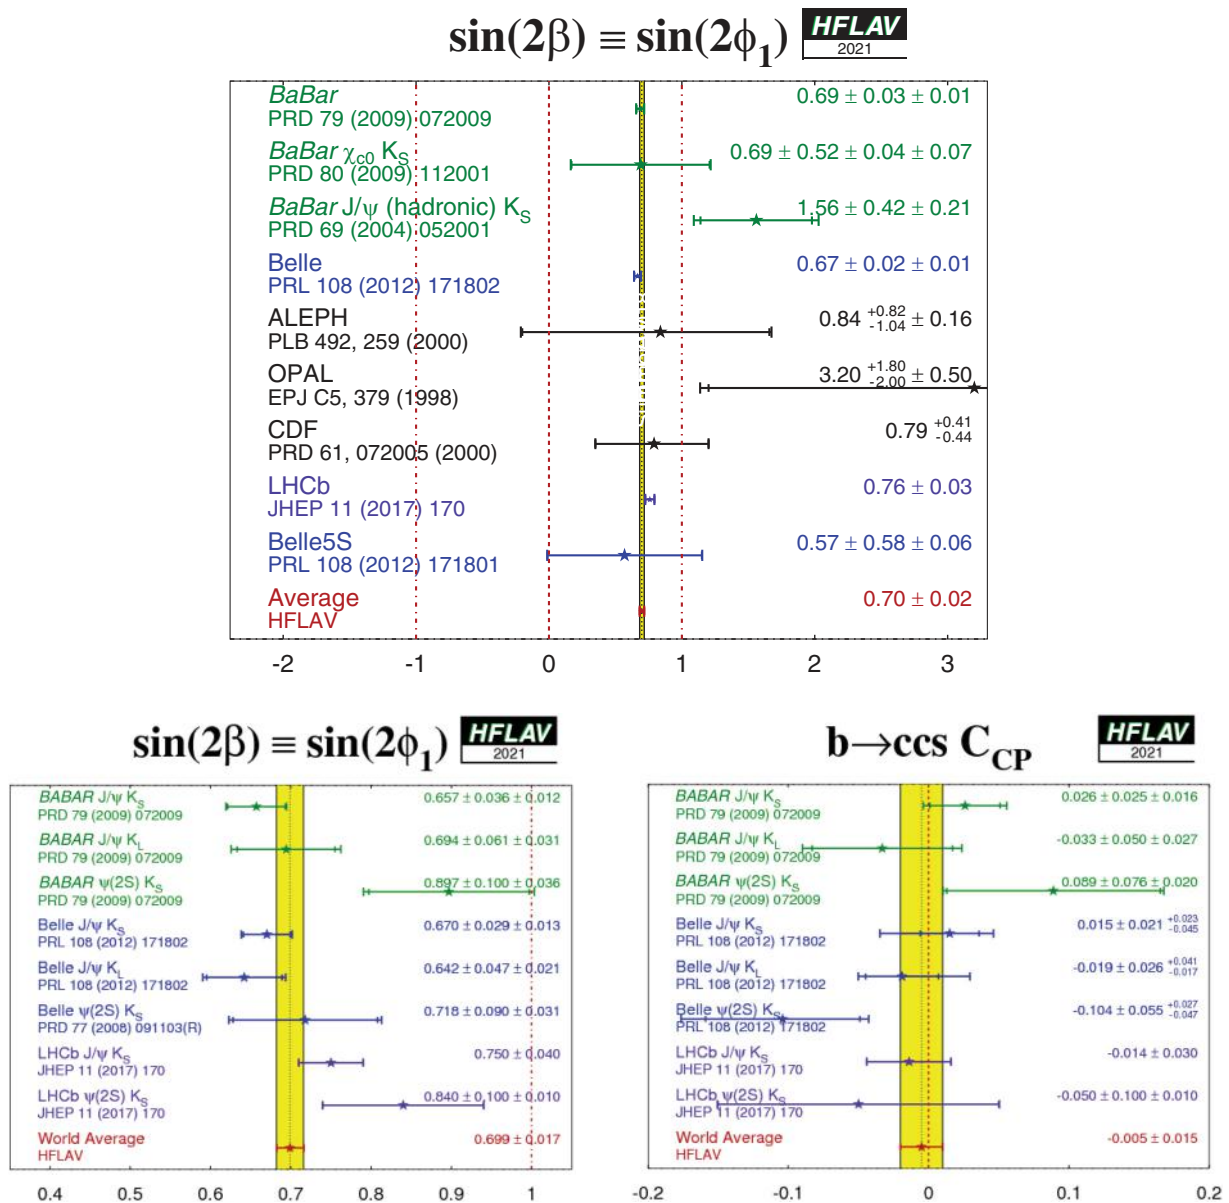 sin(2β) ≡ sin(2ϕ₁) HFLAV
2021
BaBar 0.69 ± 0.03 ± 0.01
PRD 79 (2009) 072009
BaBar χc0 KS 0.69 ± 0.52 ± 0.04 ± 0.07
PRD 80 (2009) 112001
BaBar J/ψ (hadronic) KS 1.56 ± 0.42 ± 0.21
PRD 69 (2004) 052001
Belle 0.67 ± 0.02 ± 0.01
PRL 108 (2012) 171802
ALEPH 0.84 +0.82 -1.04 ± 0.16
PLB 492, 259 (2000)
OPAL 3.20 +1.80 -2.00 ± 0.50
EPJ C5, 379 (1998)
CDF 0.79 +0.41 -0.44
PRD 61, 072005 (2000)
LHCb 0.76 ± 0.03
JHEP 11 (2017) 170
Belle5S 0.57 ± 0.58 ± 0.06
PRL 108 (2012) 171801
Average 0.70 ± 0.02
HFLAV
-2 -1 0 1 2 3
sin(2β) ≡ sin(2ϕ₁) HFLAV
2021
BABAR J/ψ KS 0.657 ± 0.036 ± 0.012
PRD 79 (2009) 072009
BABAR J/ψ KL 0.694 ± 0.061 ± 0.031
PRD 79 (2009) 072009
BABAR ψ(2S) KS 0.897 ± 0.100 ± 0.036
PRD 79 (2009) 072009
Belle J/ψ KS 0.670 ± 0.029 ± 0.013
PRL 108 (2012) 171802
Belle J/ψ KL 0.642 ± 0.047 ± 0.021
PRL 108 (2012) 171802
Belle ψ(2S) KS 0.718 ± 0.090 ± 0.031
PRD 77 (2008) 091103(R)
LHCb J/ψ KS 0.750 ± 0.040
JHEP 11 (2017) 170
LHCb ψ(2S) KS 0.840 ± 0.100 ± 0.010
JHEP 11 (2017) 170
World Average 0.699 ± 0.017
HFLAV
0.4 0.5 0.6 0.7 0.8 0.9 1
b→ccs CCP HFLAV
2021
BABAR J/ψ KS 0.026 ± 0.025 ± 0.016
PRD 79 (2009) 072009
BABAR J/ψ KL -0.033 ± 0.050 ± 0.027
PRD 79 (2009) 072009
BABAR ψ(2S) KS 0.089 ± 0.076 ± 0.020
PRD 79 (2009) 072009
Belle J/ψ KS 0.015 ± 0.021 +0.023 -0.045
PRL 108 (2012) 171802
Belle J/ψ KL -0.019 ± 0.026 +0.041 -0.017
PRL 108 (2012) 171802
Belle ψ(2S) KS -0.104 ± 0.055 +0.027 -0.047
PRL 108 (2012) 171802
LHCb J/ψ KS -0.014 ± 0.030
JHEP 11 (2017) 170
LHCb ψ(2S) KS -0.050 ± 0.100 ± 0.010
JHEP 11 (2017) 170
World Average -0.005 ± 0.015
HFLAV
-0.2 -0.1 0 0.1 0.2